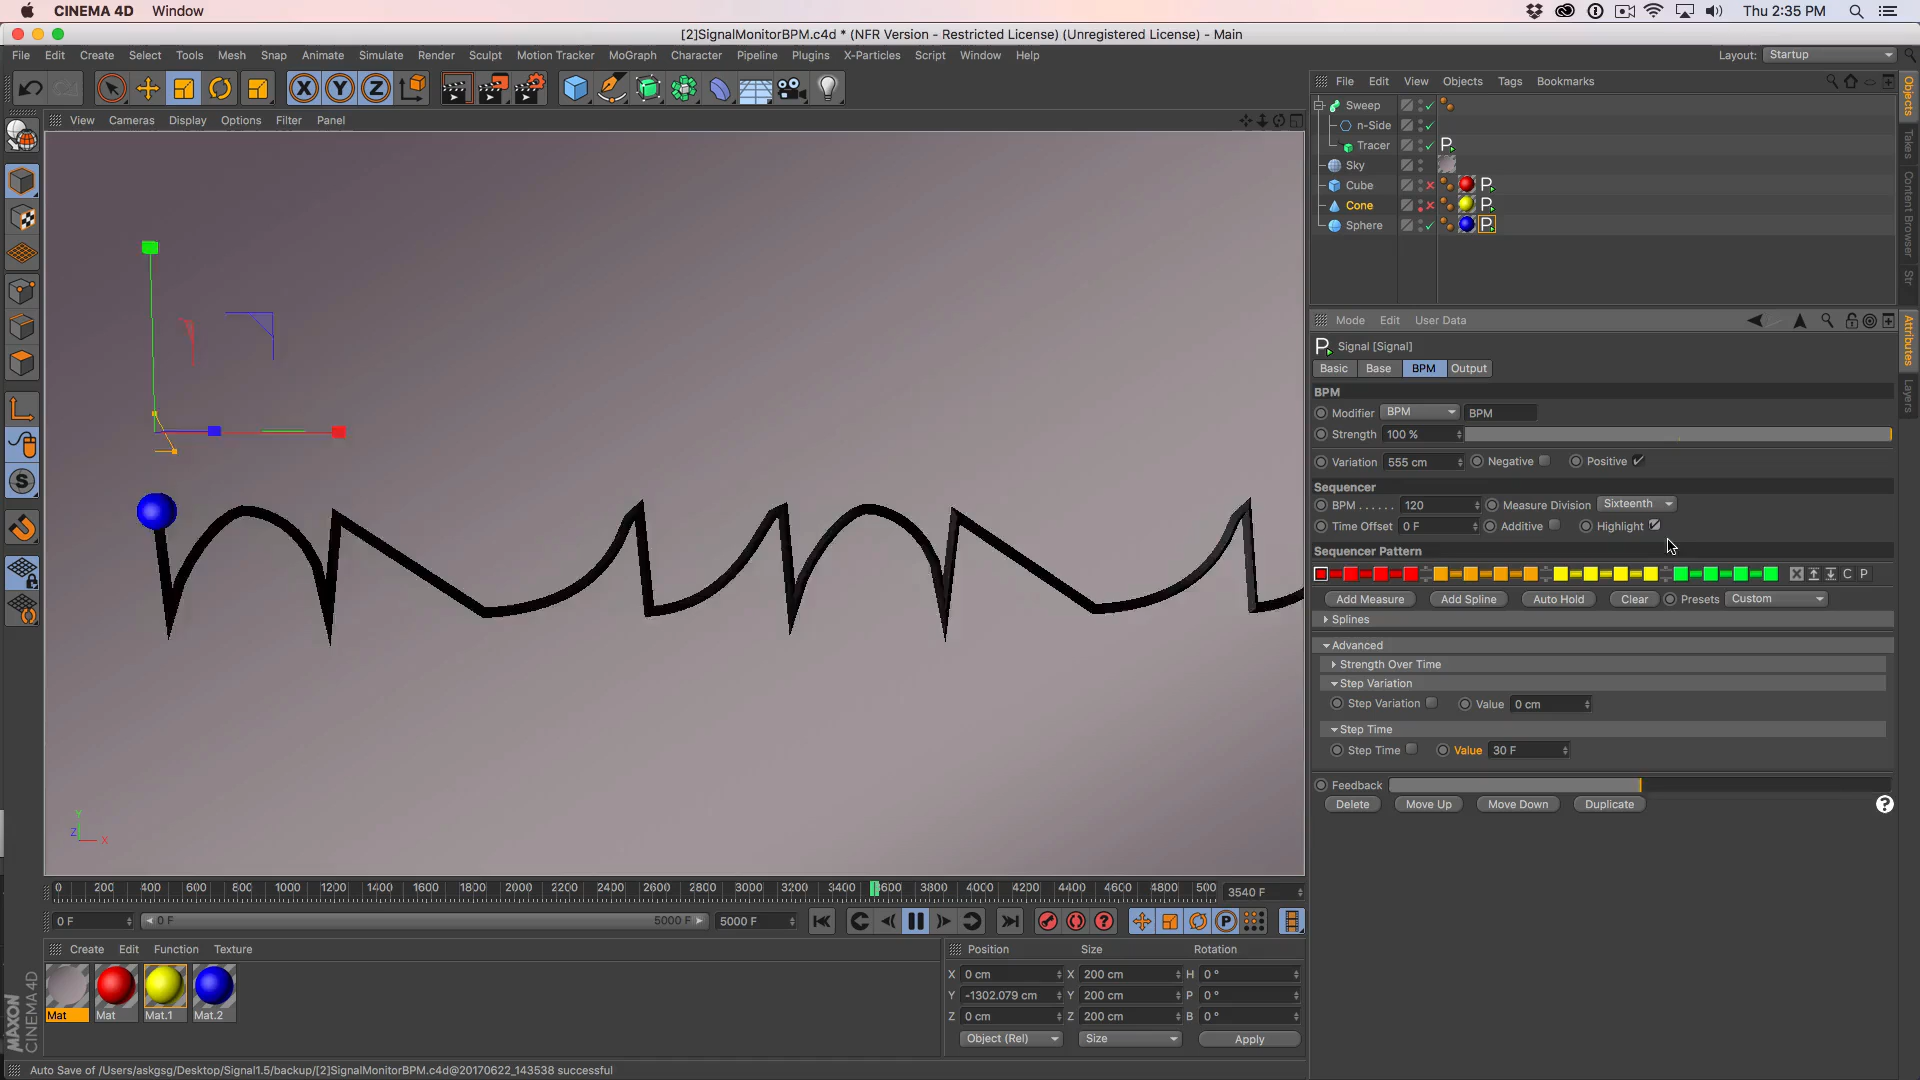 CINEMA 4D Window Thu 2:35 PM
[2]SignalMonitorBPM.c4d * (NFR Version - Restricted License) (Unregistered License) - Main
File Edit Create Select Tools Mesh Snap Animate Simulate Render Sculpt Motion Tracker MoGraph Character Pipeline Plugins X-Particles Script Window Help Layout: Startup
X Y Z
File Edit View Objects Tags Bookmarks
Objects
Takes
Content Browser
Str
View Cameras Display Options Filter Panel
Sweep
n-Side
Tracer
Sky
Cube
Cone
Sphere
Mode Edit User Data
Attributes
Layers
Signal [Signal]
Basic Base BPM Output
BPM
Modifier BPM BPM
Strength 100 %
Variation 555 cm Negative Positive
Sequencer
BPM . . . . . . 120 Measure Division Sixteenth
Time Offset 0 F Additive Highlight
Sequencer Pattern
C P
Add Measure Add Spline Auto Hold Clear Presets Custom
Splines
Advanced
Strength Over Time
Step Variation
Step Variation Value 0 cm
Step Time
Step Time Value 30 F
Feedback
Delete Move Up Move Down Duplicate ?
Y
Z X
0 200 400 600 800 1000 1200 1400 1600 1800 2000 2200 2400 2600 2800 3000 3200 3400 3600 3800 4000 4200 4400 4600 4800 500 3540 F
0 F 0 F 5000 F 5000 F
Create Edit Function Texture
Mat Mat Mat.1 Mat.2
MAXON
CINEMA 4D
Position Size Rotation
X 0 cm X 200 cm H 0 °
Y -1302.079 cm Y 200 cm P 0 °
Z 0 cm Z 200 cm B 0 °
Object (Rel) Size Apply
Auto Save of /Users/askgsg/Desktop/Signal1.5/backup/[2]SignalMonitorBPM.c4d@20170622_143538 successful